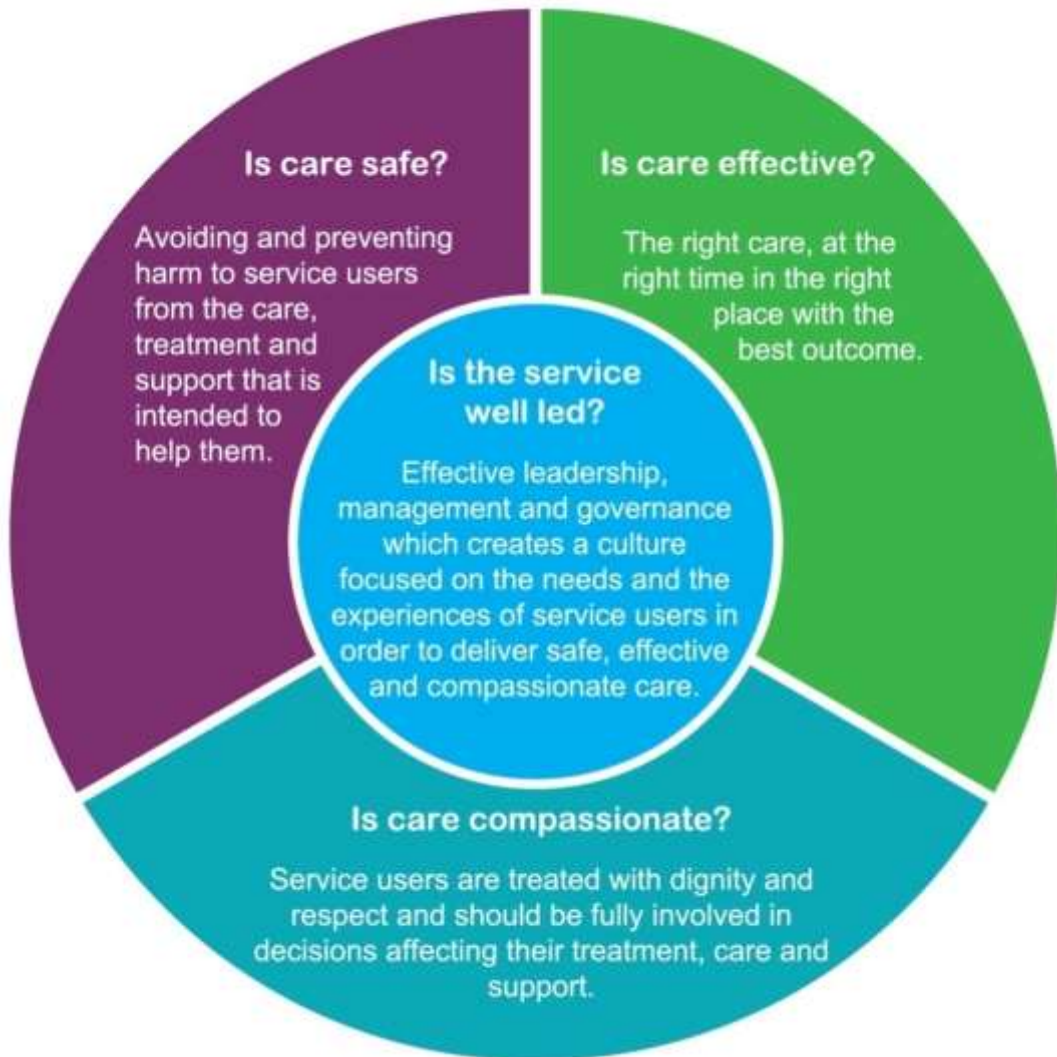 Is care safe?
Avoiding and preventing
harm to service users
from the care,
treatment and
support that is
intended to
help them.
Is care effective?
The right care, at the
right time in the right
place with the
best outcome.
Is the service
well led?
Effective leadership,
management and governance
which creates a culture
focused on the needs and the
experiences of service users in
order to deliver safe, effective
and compassionate care.
Is care compassionate?
Service users are treated with dignity and
respect and should be fully involved in
decisions affecting their treatment, care and
support.